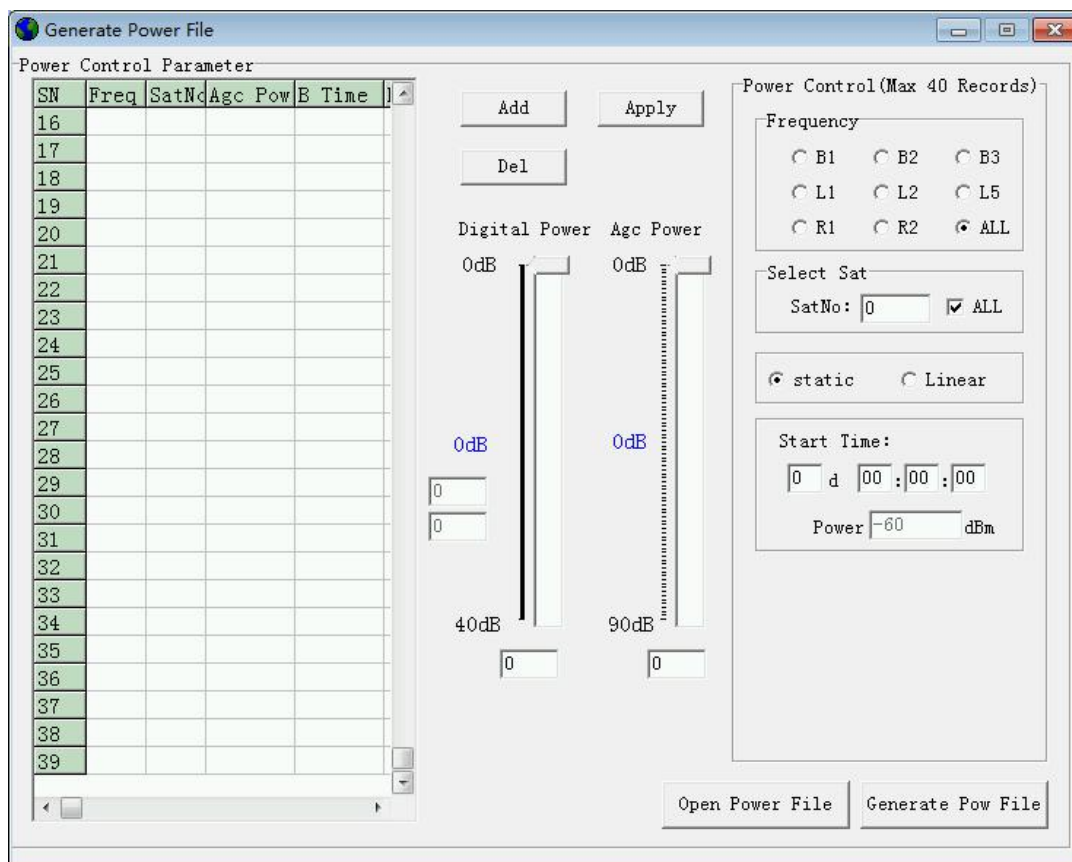 Generate Power File
Power Control Parameter
SN Freq SatNo Agc Pow B Time
16
17
18
19
20
21
22
23
24
25
26
27
28
29
30
31
32
33
34
35
36
37
38
39
Add Apply
Del
Digital Power Agc Power
0dB 0dB
0dB 0dB
0
0
40dB 90dB
0 0
Power Control(Max 40 Records)
Frequency
B1 B2 B3
L1 L2 L5
R1 R2 ALL
Select Sat
SatNo: 0 ALL
static Linear
Start Time:
0 d 00 :00 :00
Power -60 dBm
Open Power File Generate Pow File